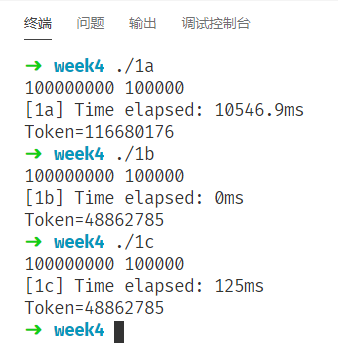 终端 问题 输出 调试控制台
➜ week4 ./1a
100000000 100000
[1a] Time elapsed: 10546.9ms
Token=116680176
➜ week4 ./1b
100000000 100000
[1b] Time elapsed: 0ms
Token=48862785
➜ week4 ./1c
100000000 100000
[1c] Time elapsed: 125ms
Token=48862785
➜ week4